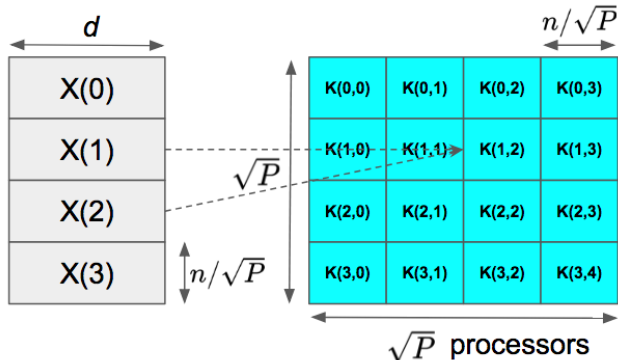 d
n/√P
X(0)
X(1)
X(2)
X(3)
√P
n/√P
K(0,0) K(0,1) K(0,2) K(0,3)
K(1,0) K(1,1) K(1,2) K(1,3)
K(2,0) K(2,1) K(2,2) K(2,3)
K(3,0) K(3,1) K(3,2) K(3,4)
√P processors